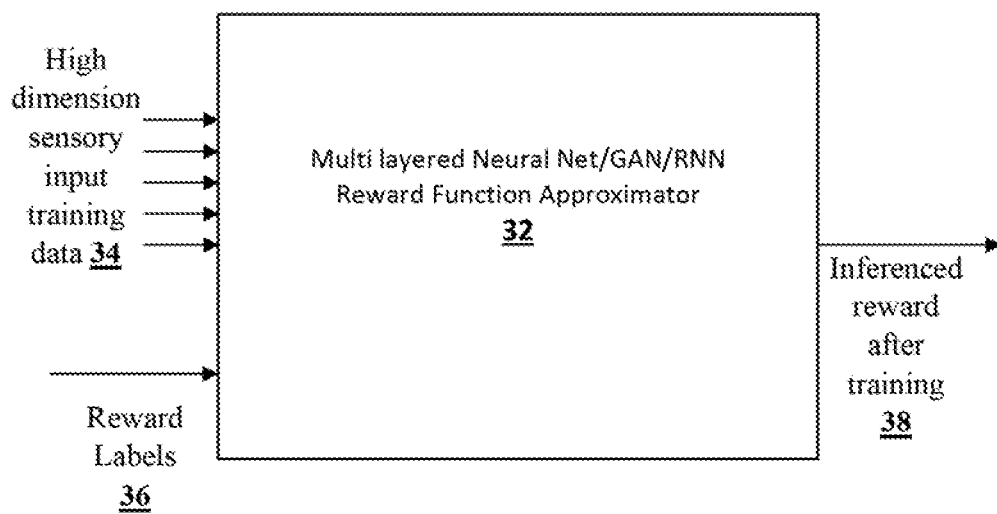 High
dimension
sensory
input
training
data 34
Multi layered Neural Net/GAN/RNN
Reward Function Approximator
32
Inferenced
reward
after
training
38
Reward
Labels
36